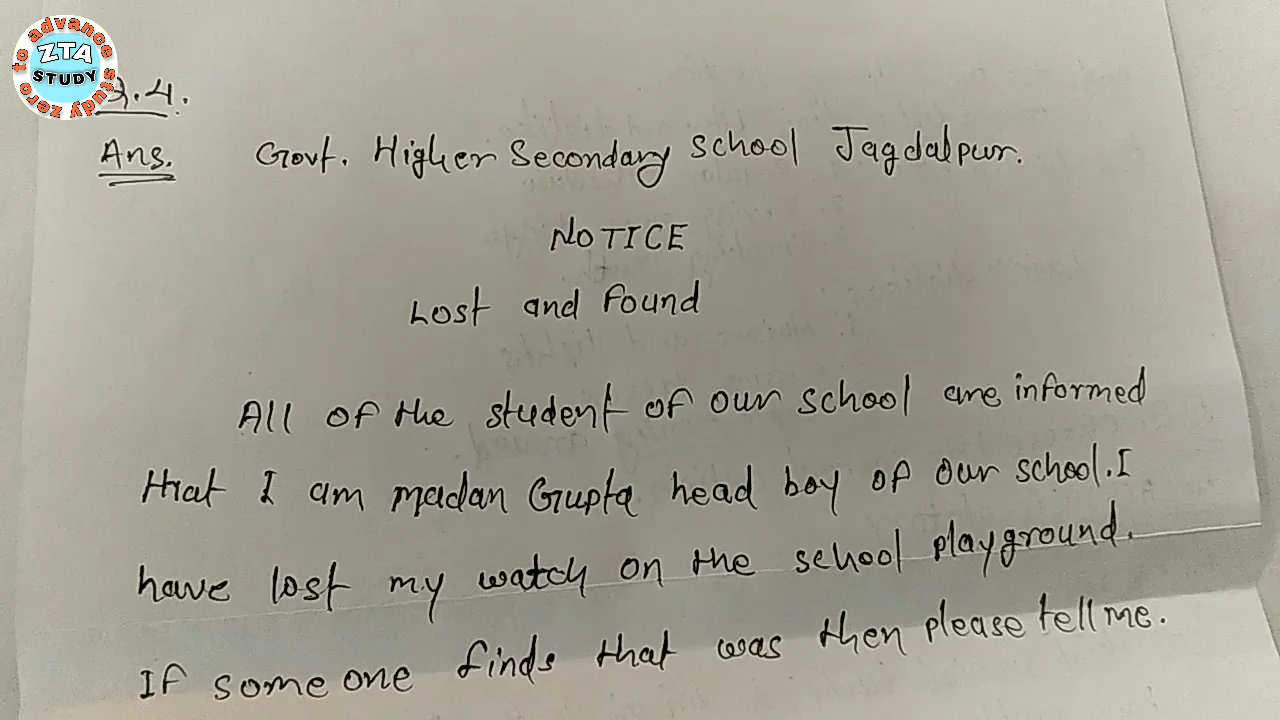 zero to advance study
ZTA
STUDY
Q.4.
Ans. Govt. Higher Secondary School Jagdalpur.
NOTICE
Lost and Found
All of the student of our school are informed
that I am madan Gupta head boy of our school. I
have lost my watch on the school playground.
If some one finds that was then please tell me.